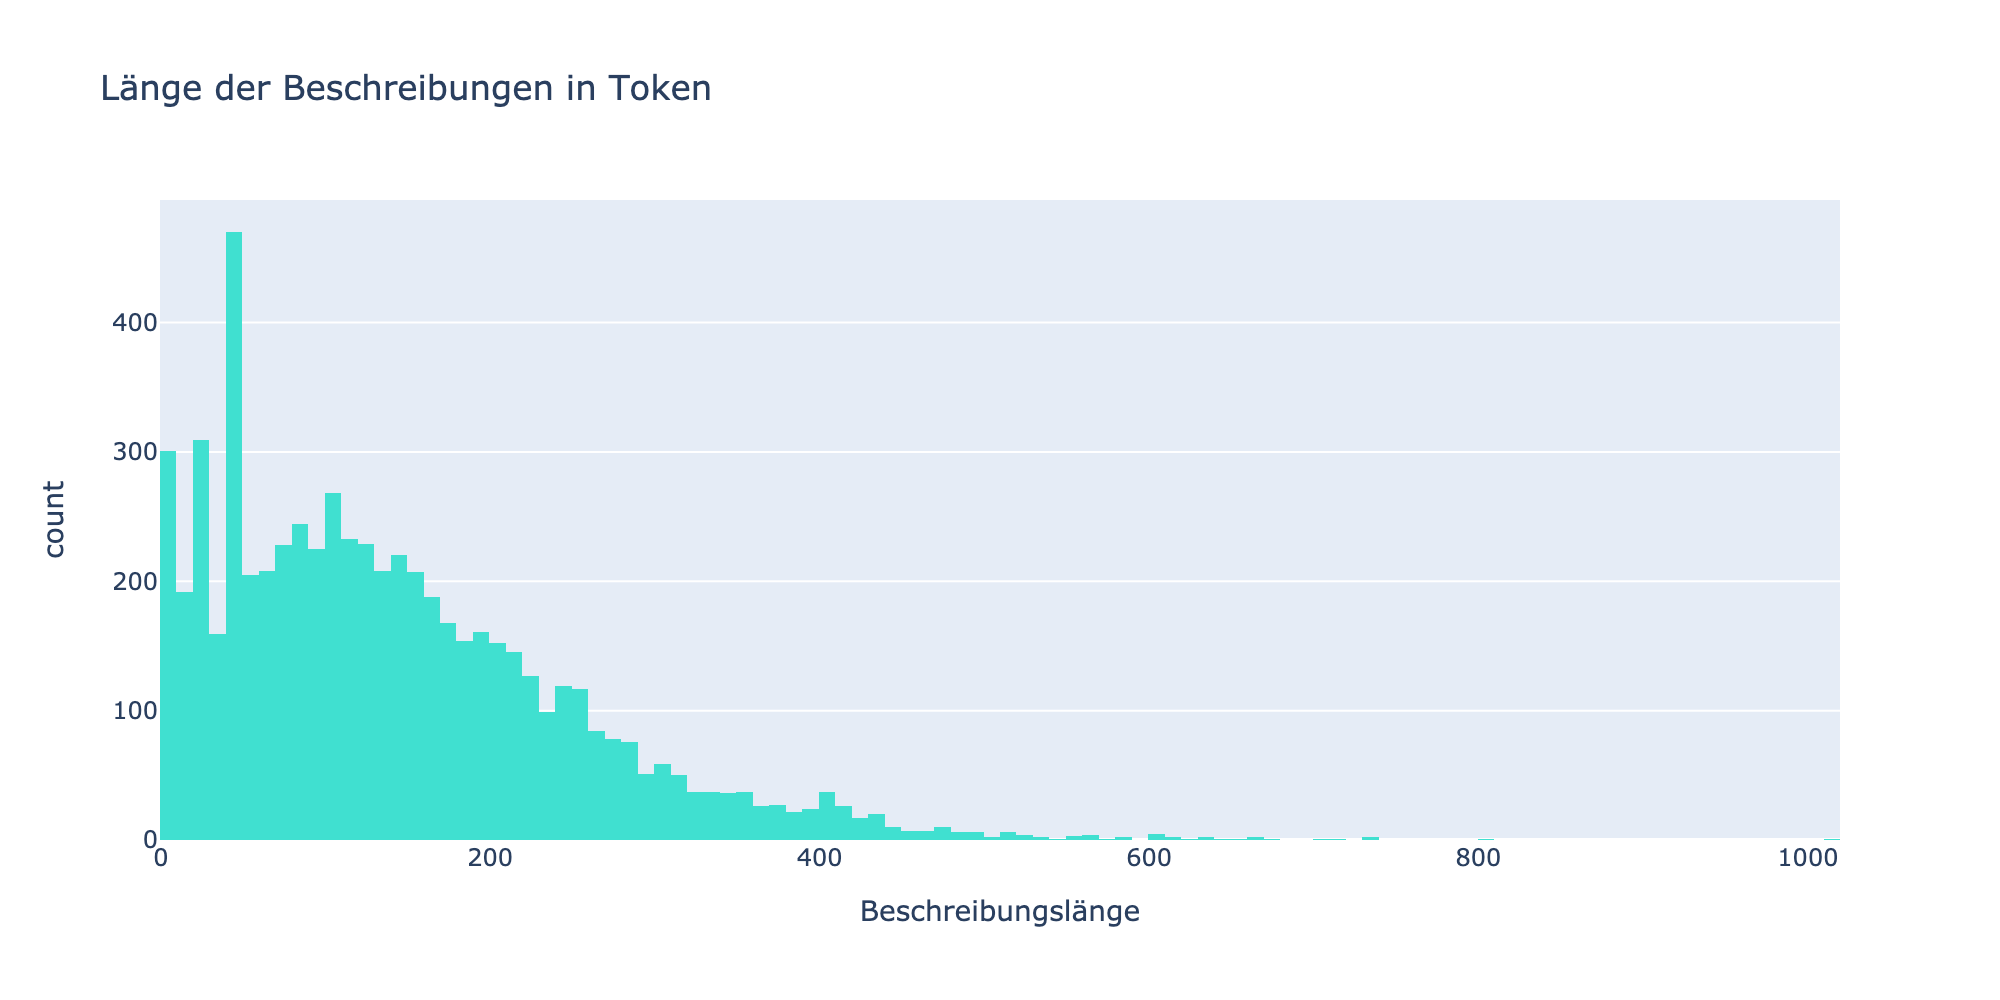 Länge der Beschreibungen in Token
400
300
200
100
0
count
0 200 400 600 800 1000
Beschreibungslänge